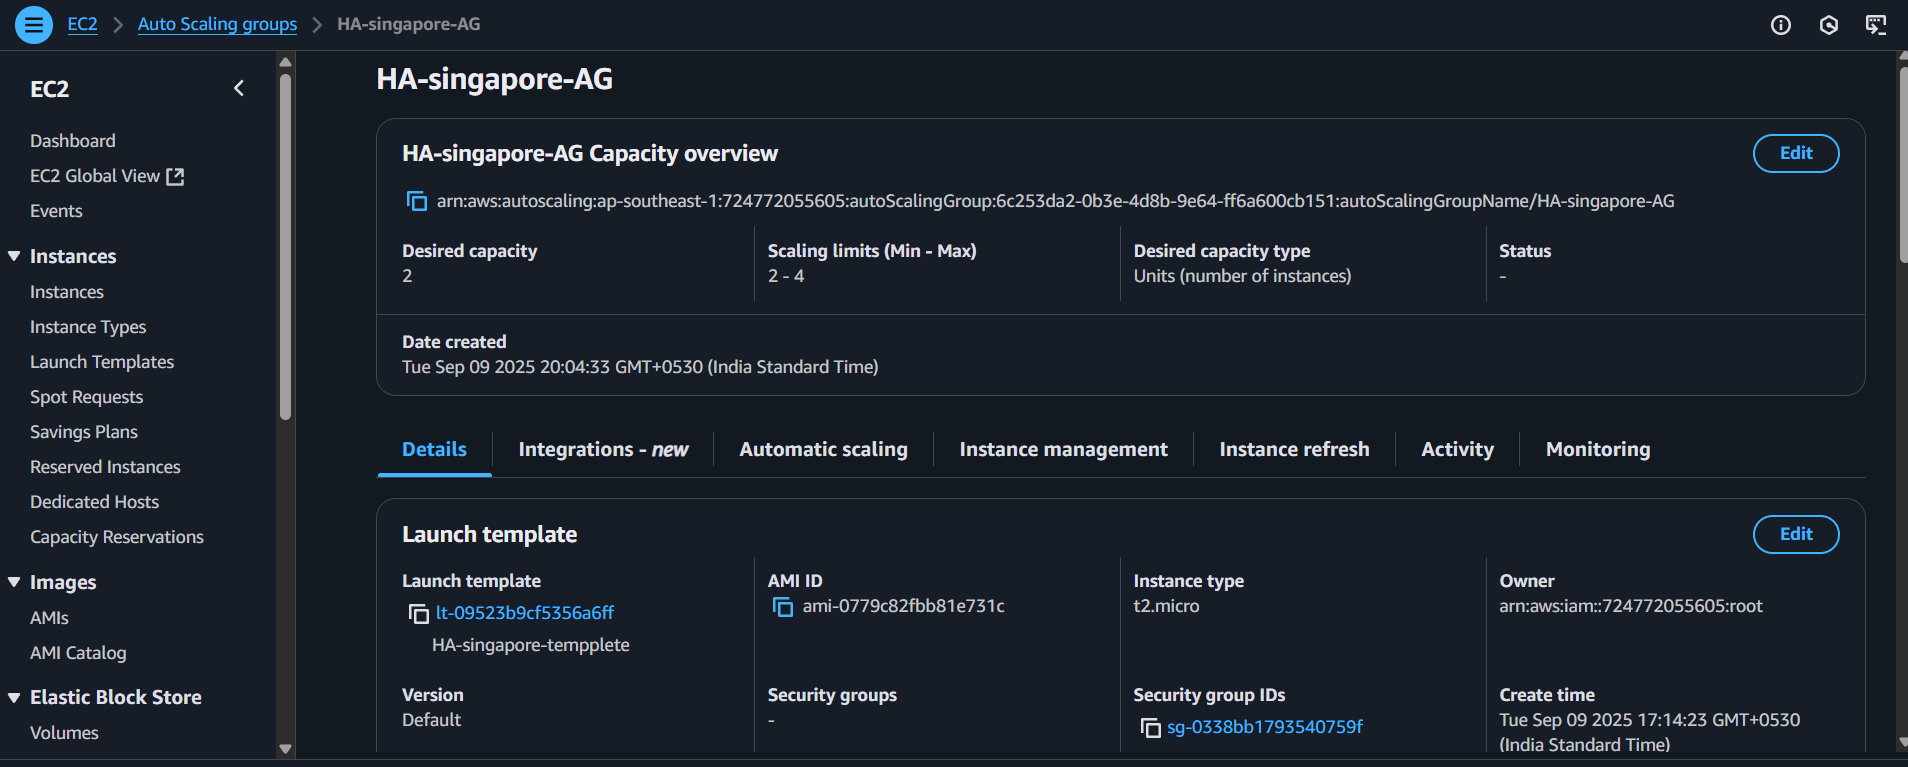 EC2 > Auto Scaling groups > HA-singapore-AG
EC2
Dashboard
EC2 Global View
Events
Instances
Instances
Instance Types
Launch Templates
Spot Requests
Savings Plans
Reserved Instances
Dedicated Hosts
Capacity Reservations
Images
AMIs
AMI Catalog
Elastic Block Store
Volumes
HA-singapore-AG
HA-singapore-AG Capacity overview
Edit
arn:aws:autoscaling:ap-southeast-1:724772055605:autoScalingGroup:6c253da2-0b3e-4d8b-9e64-ff6a600cb151:autoScalingGroupName/HA-singapore-AG
Desired capacity
2
Scaling limits (Min - Max)
2 - 4
Desired capacity type
Units (number of instances)
Status
-
Date created
Tue Sep 09 2025 20:04:33 GMT+0530 (India Standard Time)
Details
Integrations - new
Automatic scaling
Instance management
Instance refresh
Activity
Monitoring
Launch template
Edit
Launch template
lt-09523b9cf5356a6ff
HA-singapore-tempplete
AMI ID
ami-0779c82fbb81e731c
Instance type
t2.micro
Owner
arn:aws:iam::724772055605:root
Version
Default
Security groups
-
Security group IDs
sg-0338bb1793540759f
Create time
Tue Sep 09 2025 17:14:23 GMT+0530
(India Standard Time)